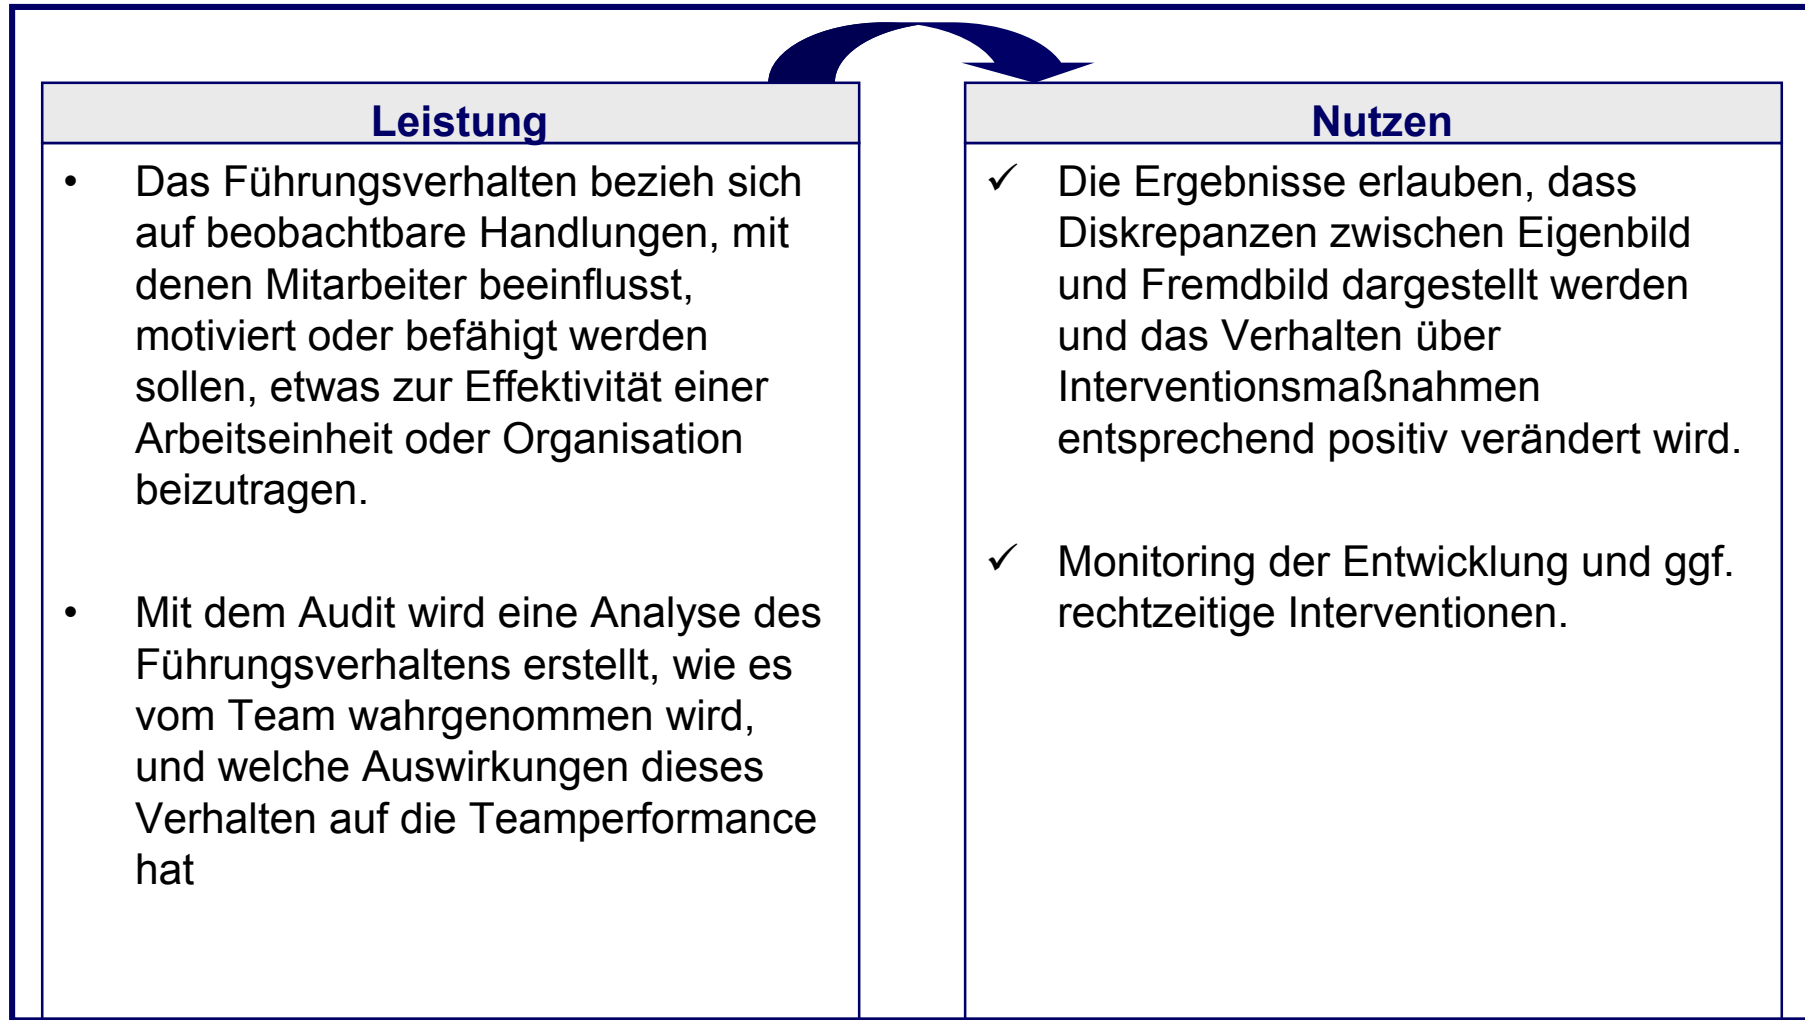 Leistung
• Das Führungsverhalten bezieh sich
auf beobachtbare Handlungen, mit
denen Mitarbeiter beeinflusst,
motiviert oder befähigt werden
sollen, etwas zur Effektivität einer
Arbeitseinheit oder Organisation
beizutragen.
• Mit dem Audit wird eine Analyse des
Führungsverhaltens erstellt, wie es
vom Team wahrgenommen wird,
und welche Auswirkungen dieses
Verhalten auf die Teamperformance
hat
Nutzen
✓ Die Ergebnisse erlauben, dass
Diskrepanzen zwischen Eigenbild
und Fremdbild dargestellt werden
und das Verhalten über
Interventionsmaßnahmen
entsprechend positiv verändert wird.
✓ Monitoring der Entwicklung und ggf.
rechtzeitige Interventionen.